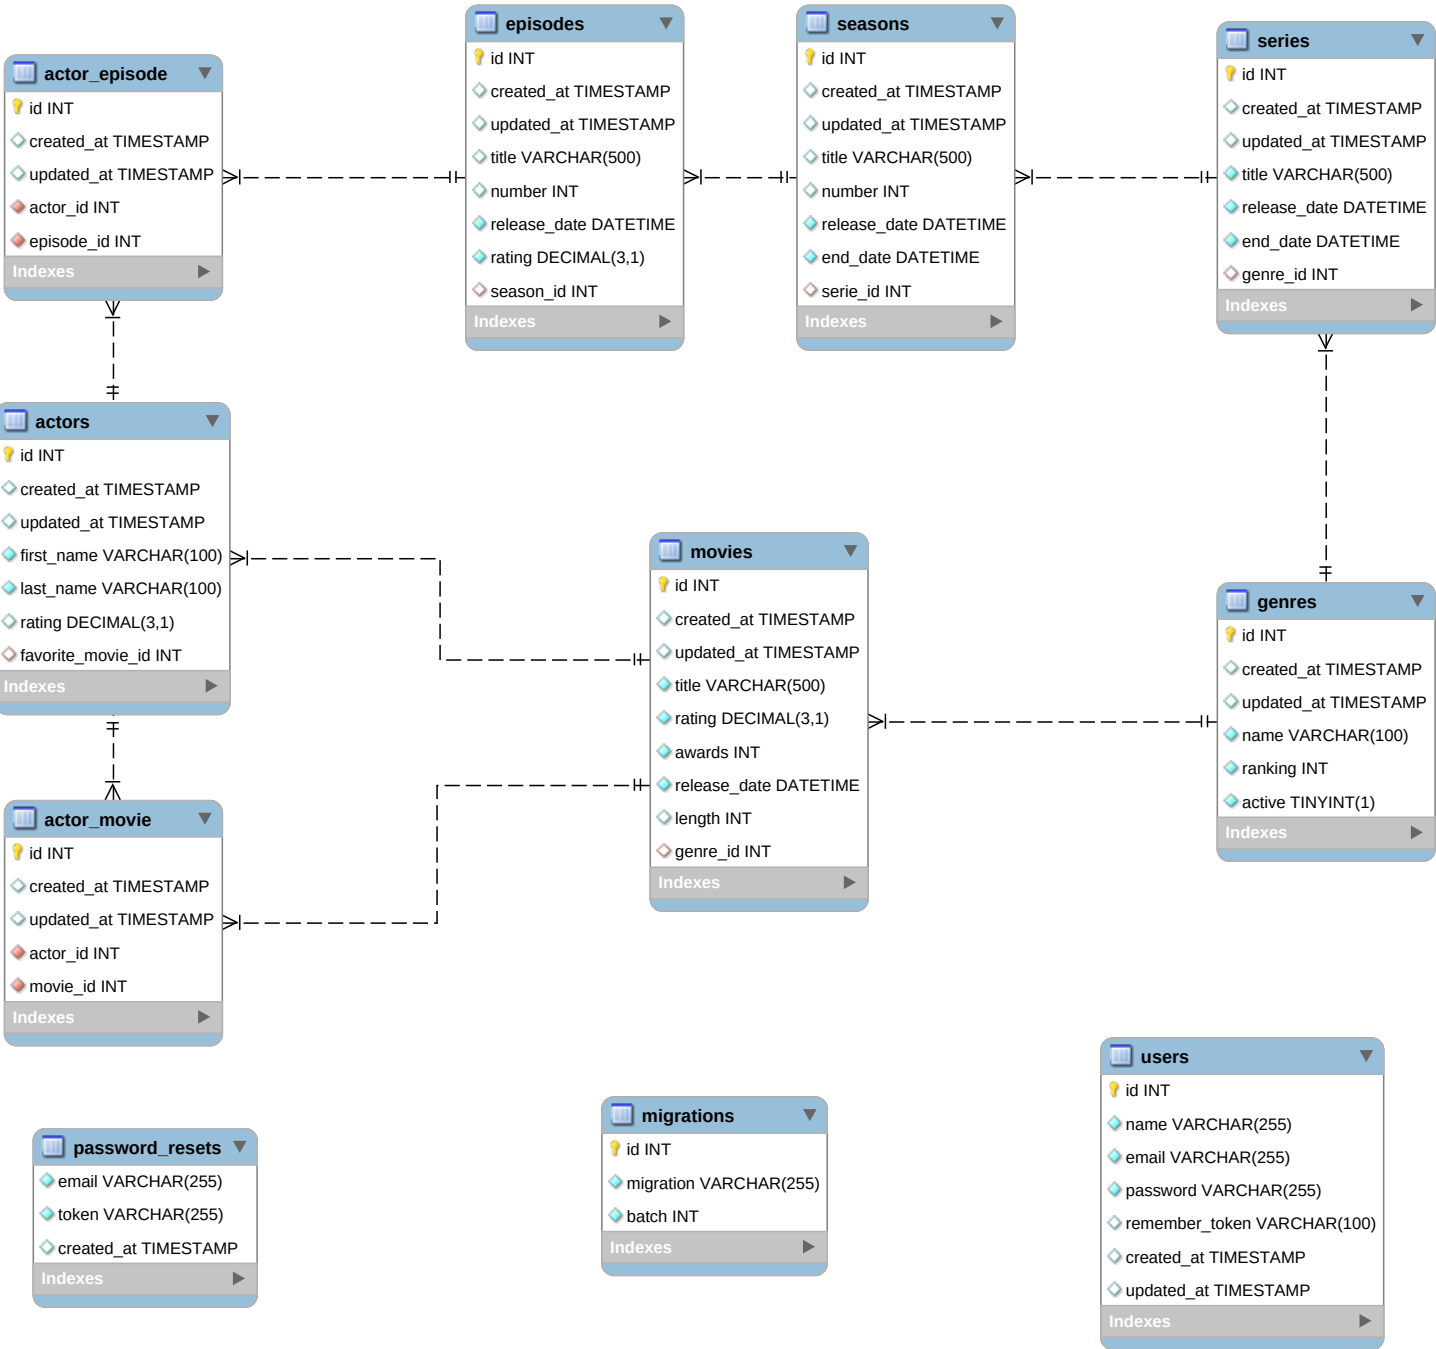 episodes
id INT
created_at TIMESTAMP
updated_at TIMESTAMP
title VARCHAR(500)
number INT
release_date DATETIME
rating DECIMAL(3,1)
season_id INT
Indexes
seasons
id INT
created_at TIMESTAMP
updated_at TIMESTAMP
title VARCHAR(500)
number INT
release_date DATETIME
end_date DATETIME
serie_id INT
Indexes
series
id INT
created_at TIMESTAMP
updated_at TIMESTAMP
title VARCHAR(500)
release_date DATETIME
end_date DATETIME
genre_id INT
Indexes
actor_episode
id INT
created_at TIMESTAMP
updated_at TIMESTAMP
actor_id INT
episode_id INT
Indexes
actors
id INT
created_at TIMESTAMP
updated_at TIMESTAMP
first_name VARCHAR(100)
last_name VARCHAR(100)
rating DECIMAL(3,1)
favorite_movie_id INT
Indexes
movies
id INT
created_at TIMESTAMP
updated_at TIMESTAMP
title VARCHAR(500)
rating DECIMAL(3,1)
awards INT
release_date DATETIME
length INT
genre_id INT
Indexes
genres
id INT
created_at TIMESTAMP
updated_at TIMESTAMP
name VARCHAR(100)
ranking INT
active TINYINT(1)
Indexes
actor_movie
id INT
created_at TIMESTAMP
updated_at TIMESTAMP
actor_id INT
movie_id INT
Indexes
password_resets
email VARCHAR(255)
token VARCHAR(255)
created_at TIMESTAMP
Indexes
migrations
id INT
migration VARCHAR(255)
batch INT
Indexes
users
id INT
name VARCHAR(255)
email VARCHAR(255)
password VARCHAR(255)
remember_token VARCHAR(100)
created_at TIMESTAMP
updated_at TIMESTAMP
Indexes